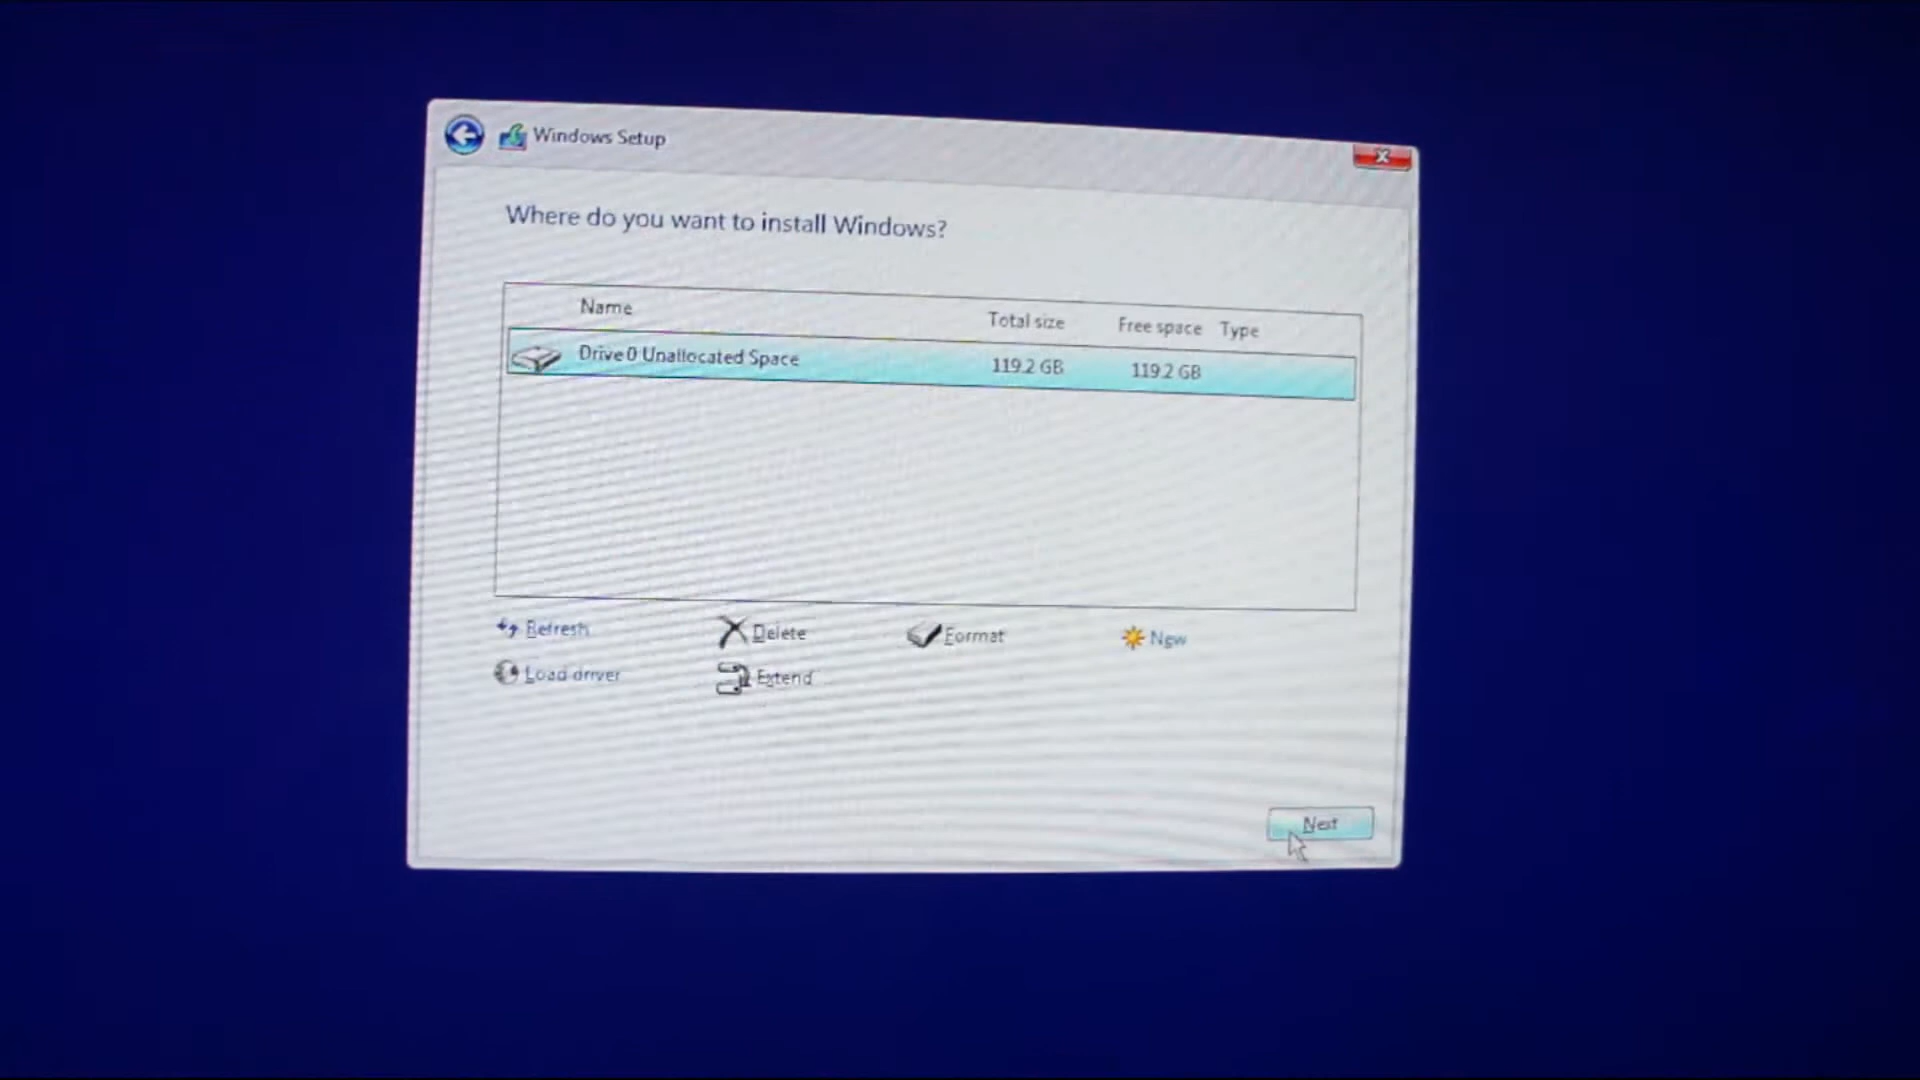 Windows Setup
X
Where do you want to install Windows?
Name Total size Free space Type
Drive 0 Unallocated Space 119.2 GB 119.2 GB
Refresh Delete Format New
Load driver Extend
Next